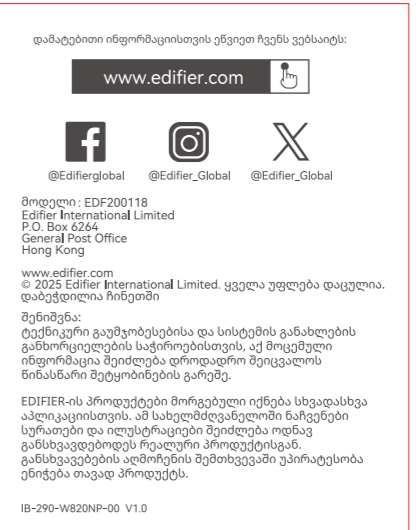 დამატებითი ინფორმაციისთვის ეწვიეთ ჩვენს ვებსაიტს:
www.edifier.com
@Edifierglobal @Edifier_Global @Edifier_Global
მოდელი : EDF200118
Edifier International Limited
P.O. Box 6264
General Post Office
Hong Kong
www.edifier.com
© 2025 Edifier International Limited. ყველა უფლება დაცულია.
დაბეჭდილია ჩინეთში
შენიშვნა:
ტექნიკური გაუმჯობესებისა და სისტემის განახლების
განხორციელების საჭიროებისთვის, აქ მოცემული
ინფორმაცია შეიძლება დროდადრო შეიცვალოს
წინასწარი შეტყობინების გარეშე.
EDIFIER-ის პროდუქტები მორგებული იქნება სხვადასხვა
აპლიკაციისთვის. ამ სახელმძღვანელოში ნაჩვენები
სურათები და ილუსტრაციები შეიძლება ოდნავ
განსხვავდებოდეს რეალური პროდუქტისგან.
განსხვავებების აღმოჩენის შემთხვევაში უპირატესობა
ენიჭება თავად პროდუქტს.
IB-290-W820NP-00 V1.0